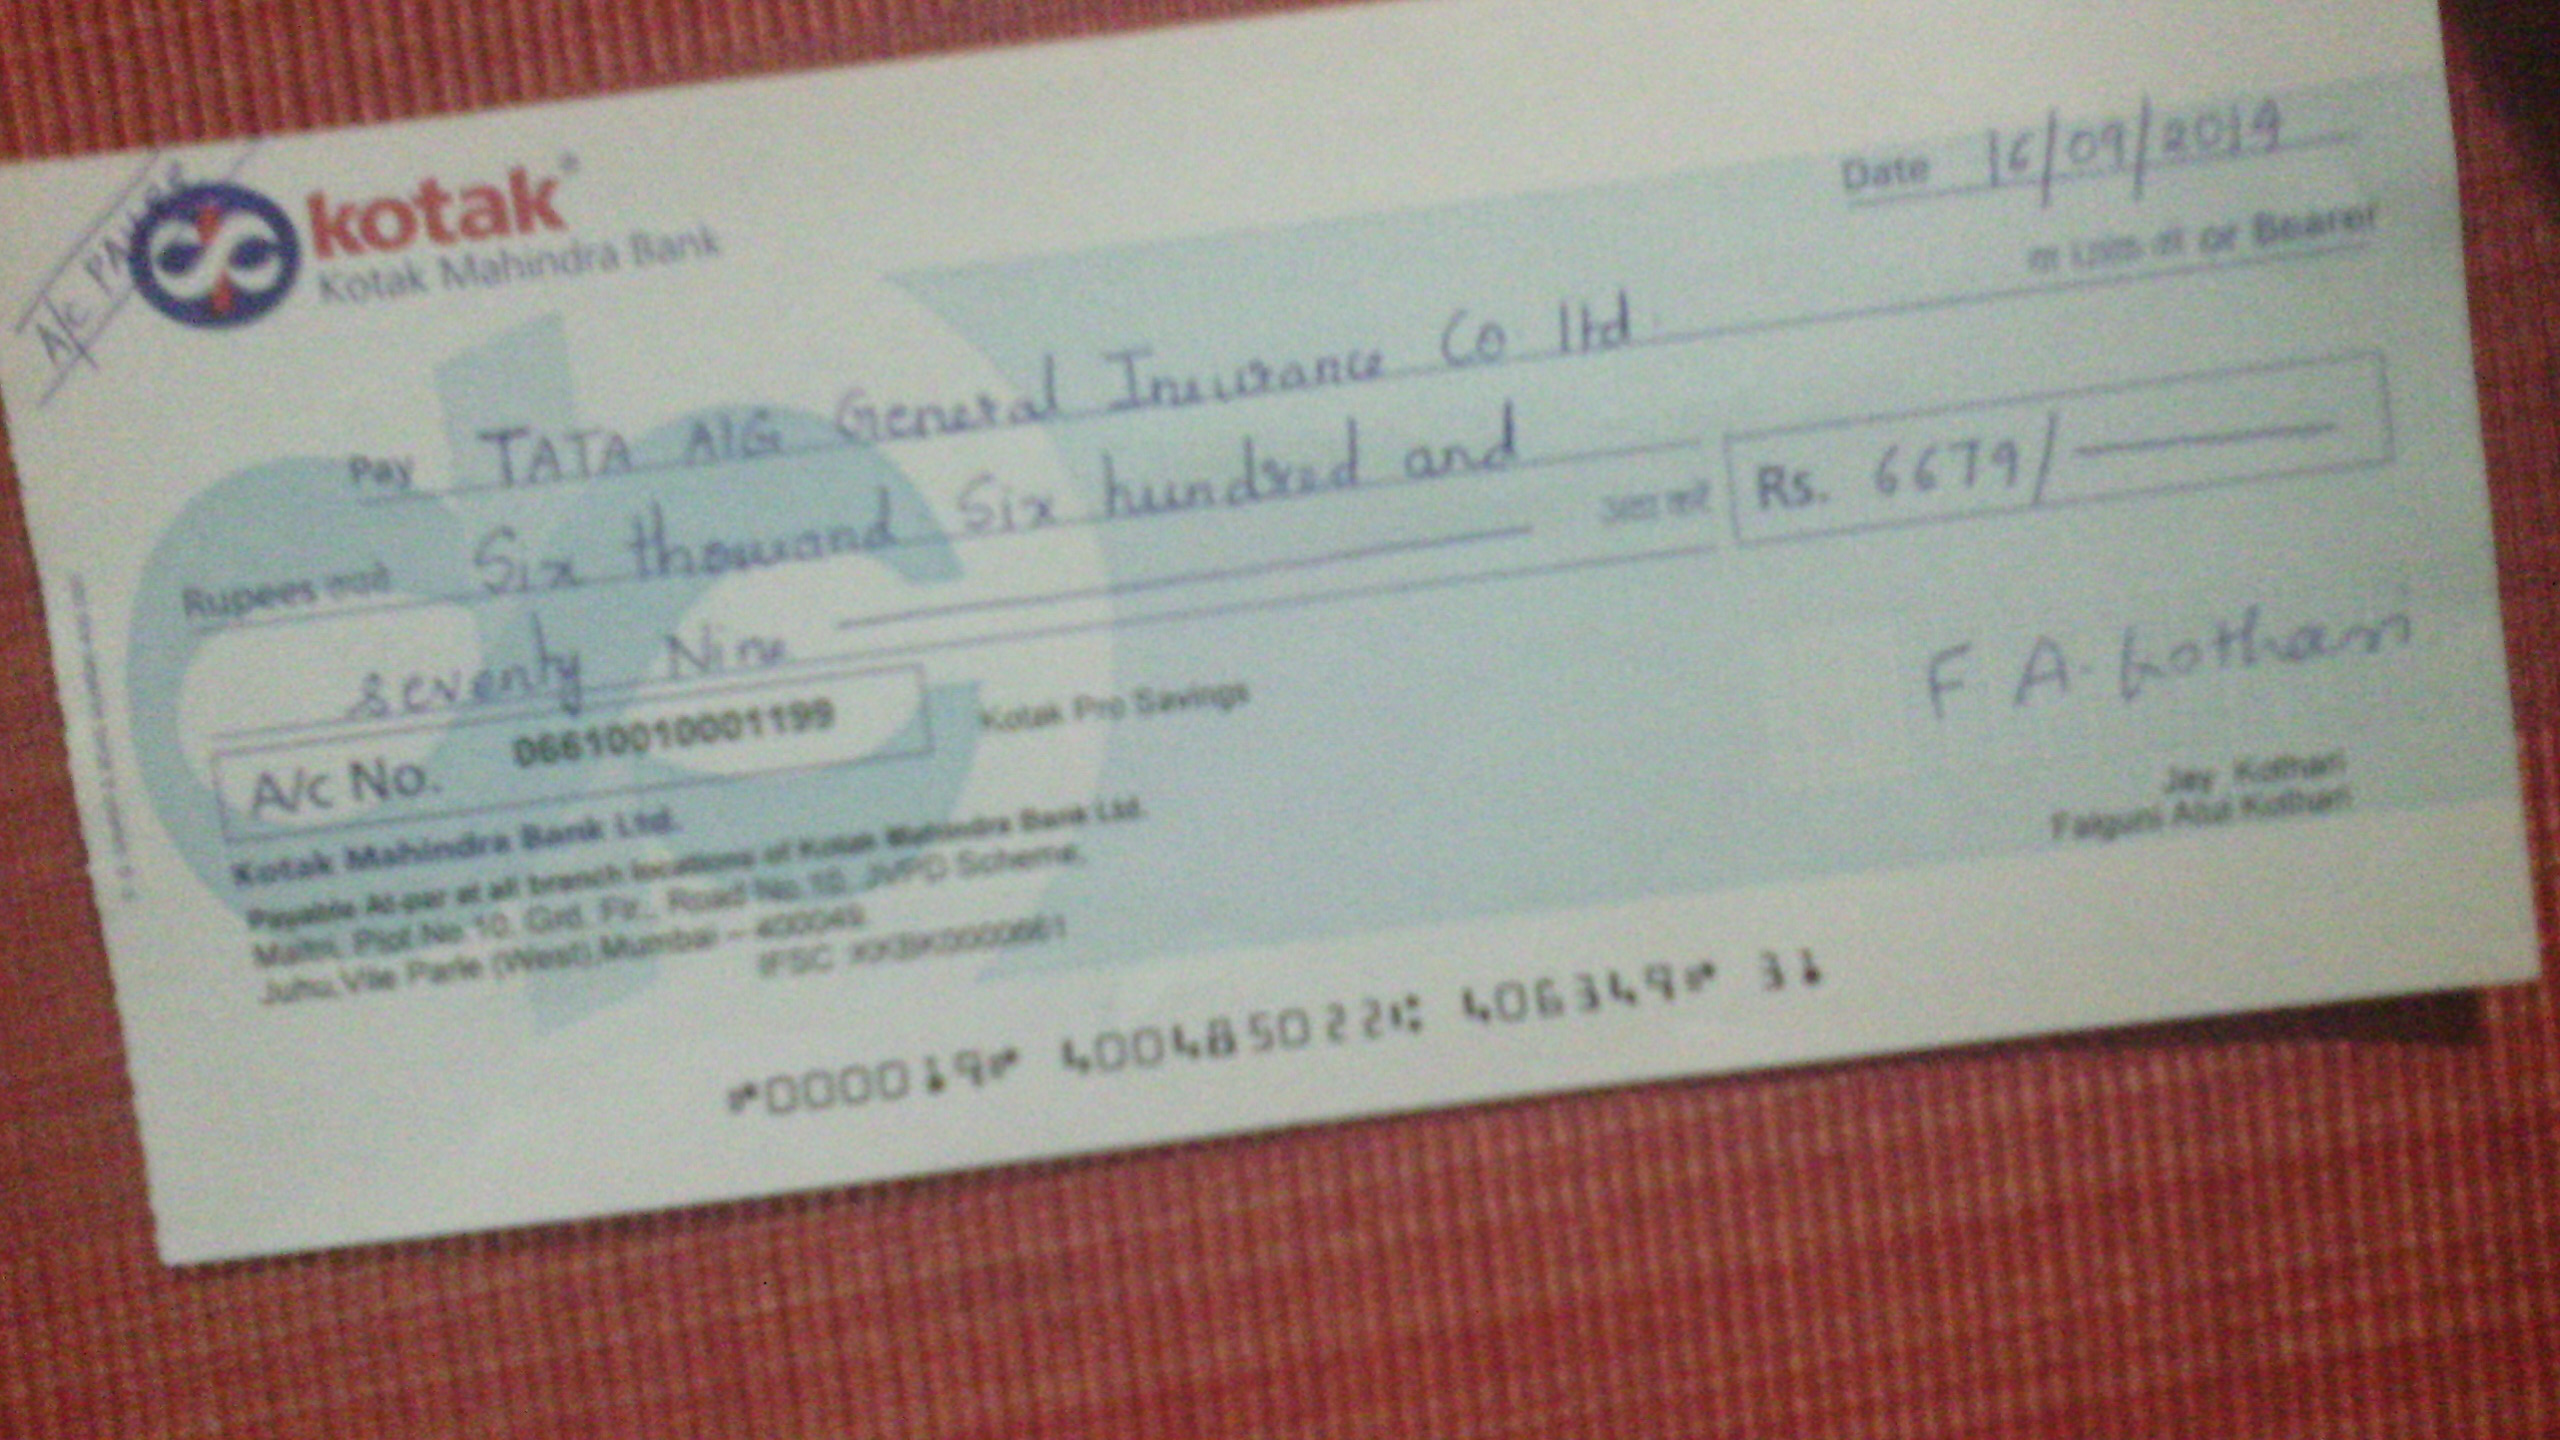 A/c PAYEE
kotak
Kotak Mahindra Bank
Date 16/09/2019
or Bearer
Pay TATA AIG General Insurance Co ltd
Rupees रुपये Six thousand Six hundred and
seventy Nine
अदा करें Rs. 6679/
A/c No. 06610010001199
Kotak Pro Savings
F A. Kothari
Jay Kothari
Falguni Atul Kothari
Kotak Mahindra Bank Ltd.
Payable At-par at all branch locations of Kotak Mahindra Bank Ltd.
Maitri, Plot No.10, Grd. Flr., Road No.10, JVPD Scheme,
Juhu,Vile Parle (West),Mumbai – 400049
IFSC KKBK0000661
⑈000019⑈ 400485022⑆ 406349⑈ 31